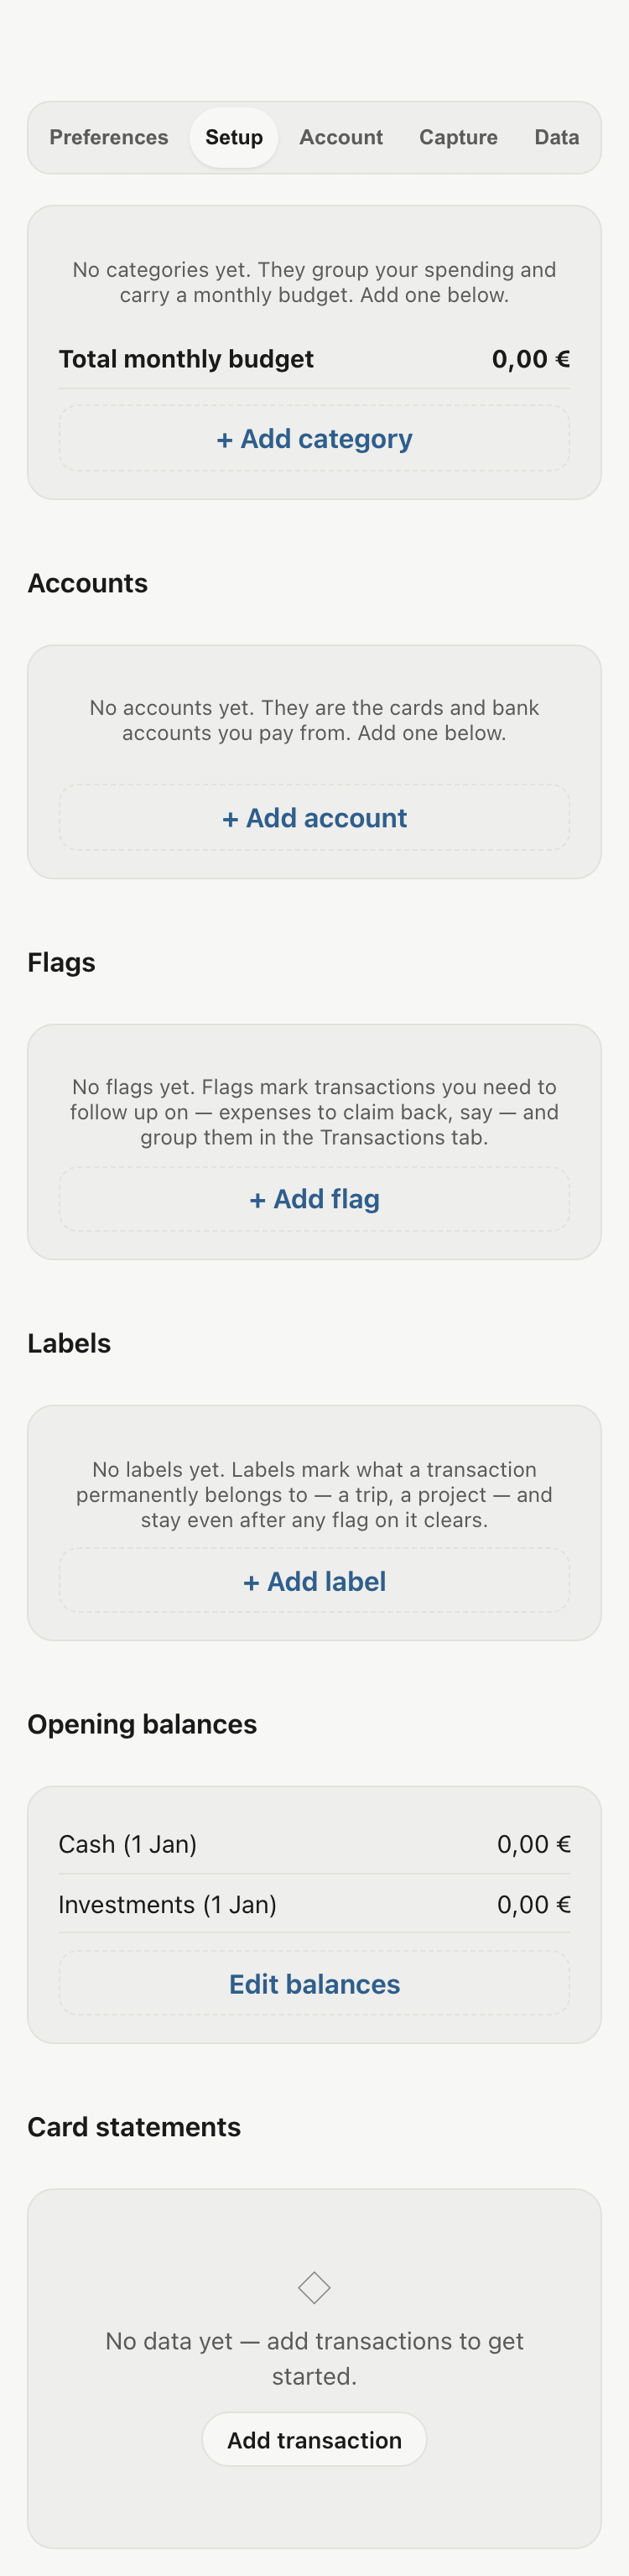 Preferences Setup Account Capture Data
No categories yet. They group your spending and
carry a monthly budget. Add one below.
Total monthly budget 0,00 €
+ Add category
Accounts
No accounts yet. They are the cards and bank
accounts you pay from. Add one below.
+ Add account
Flags
No flags yet. Flags mark transactions you need to
follow up on — expenses to claim back, say — and
group them in the Transactions tab.
+ Add flag
Labels
No labels yet. Labels mark what a transaction
permanently belongs to — a trip, a project — and
stay even after any flag on it clears.
+ Add label
Opening balances
Cash (1 Jan) 0,00 €
Investments (1 Jan) 0,00 €
Edit balances
Card statements
No data yet — add transactions to get
started.
Add transaction